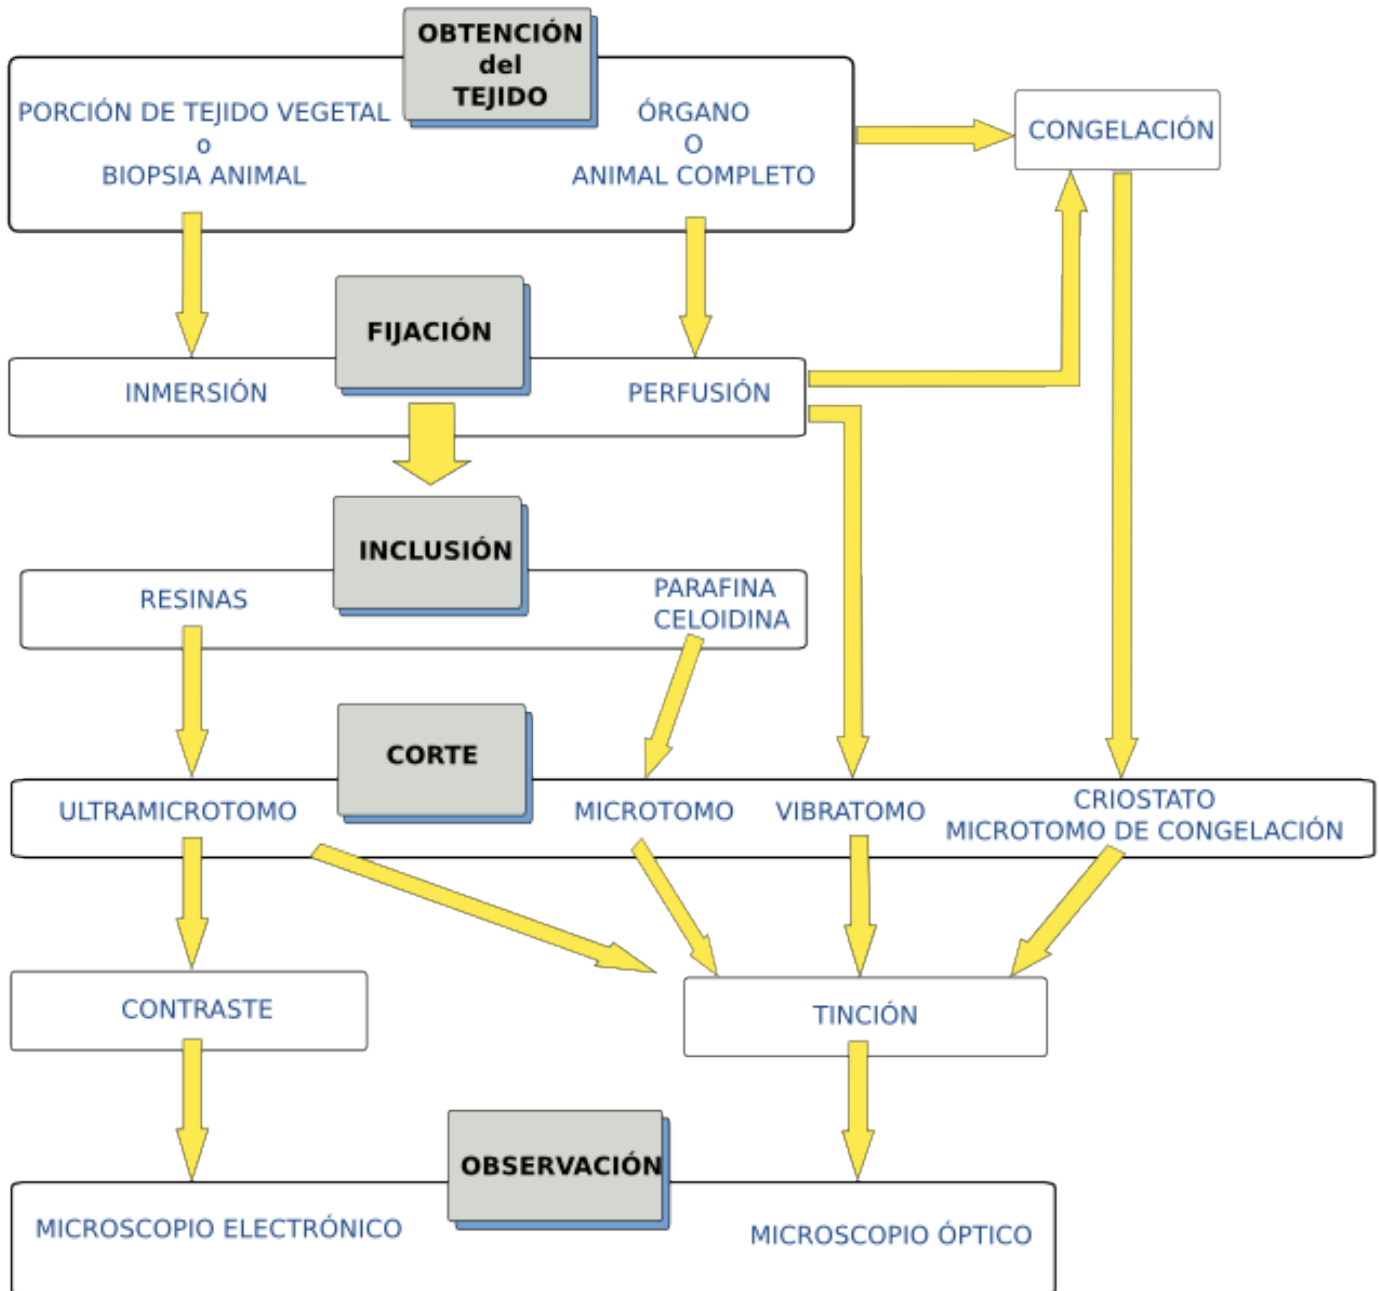 OBTENCIÓN
del
TEJIDO
PORCIÓN DE TEJIDO VEGETAL
o
BIOPSIA ANIMAL
ÓRGANO
O
ANIMAL COMPLETO
CONGELACIÓN
FIJACIÓN
INMERSIÓN
PERFUSIÓN
INCLUSIÓN
RESINAS
PARAFINA
CELOIDINA
CORTE
ULTRAMICROTOMO
MICROTOMO
VIBRATOMO
CRIOSTATO
MICROTOMO DE CONGELACIÓN
CONTRASTE
TINCIÓN
OBSERVACIÓN
MICROSCOPIO ELECTRÓNICO
MICROSCOPIO ÓPTICO